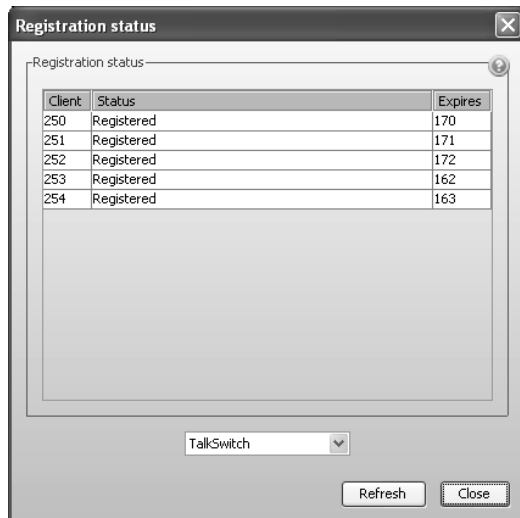 Registration status
Registration status
?
Client Status Expires
250 Registered 170
251 Registered 171
252 Registered 172
253 Registered 162
254 Registered 163
TalkSwitch
Refresh Close